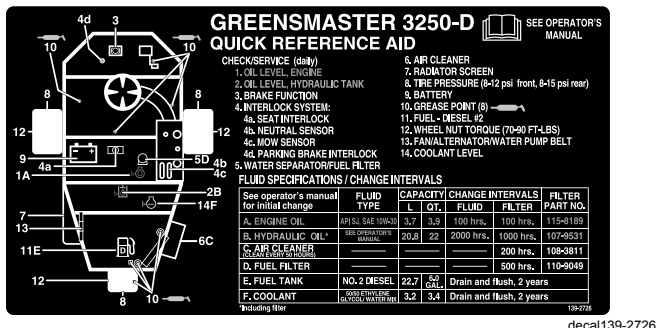 GREENSMASTER 3250-D
QUICK REFERENCE AID
SEE OPERATOR'S
MANUAL
CHECK/SERVICE (daily)
1. OIL LEVEL, ENGINE
2. OIL LEVEL, HYDRAULIC TANK
3. BRAKE FUNCTION
4. INTERLOCK SYSTEM:
4a. SEAT INTERLOCK
4b. NEUTRAL SENSOR
4c. MOW SENSOR
4d. PARKING BRAKE INTERLOCK
5. WATER SEPARATOR/FUEL FILTER
6. AIR CLEANER
7. RADIATOR SCREEN
8. TIRE PRESSURE (8-12 psi front, 8-15 psi rear)
9. BATTERY
10. GREASE POINT (8)
11. FUEL - DIESEL #2
12. WHEEL NUT TORQUE (70-90 FT-LBS)
13. FAN/ALTERNATOR/WATER PUMP BELT
14. COOLANT LEVEL
4d 3
10 10
8 8
12 12
9 5D 4b
4a 4c
1A
2B
14F
7
13
11E 6C
12
8 10
FLUID SPECIFICATIONS / CHANGE INTERVALS
See operator's manual for initial change FLUID TYPE CAPACITY CHANGE INTERVALS FILTER PART NO.
L QT. FLUID FILTER
A. ENGINE OIL API SJ, SAE 10W-30 3.7 3.9 100 hrs. 100 hrs. 115-8189
B. HYDRAULIC OIL* SEE OPERATOR'S MANUAL 20.8 22 2000 hrs. 1000 hrs. 107-9531
C. AIR CLEANER (CLEAN EVERY 50 HOURS) 200 hrs. 108-3811
D. FUEL FILTER 500 hrs. 110-9049
E. FUEL TANK NO. 2 DIESEL 22.7 6.0 GAL. Drain and flush, 2 years
F. COOLANT 50/50 ETHYLENE GLYCOL/WATER MIX 3.2 3.4 Drain and flush, 2 years
*Including filter 139-2726
decal139-2726